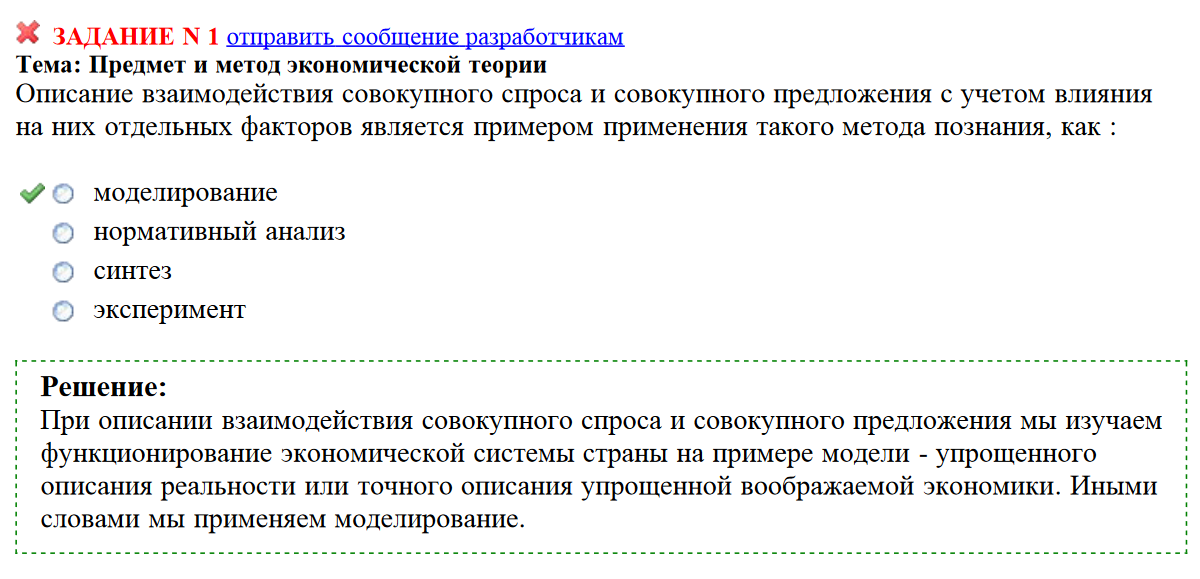 ЗАДАНИЕ N 1 отправить сообщение разработчикам
Тема: Предмет и метод экономической теории
Описание взаимодействия совокупного спроса и совокупного предложения с учетом влияния
на них отдельных факторов является примером применения такого метода познания, как :
моделирование
нормативный анализ
синтез
эксперимент
Решение:
При описании взаимодействия совокупного спроса и совокупного предложения мы изучаем
функционирование экономической системы страны на примере модели - упрощенного
описания реальности или точного описания упрощенной воображаемой экономики. Иными
словами мы применяем моделирование.